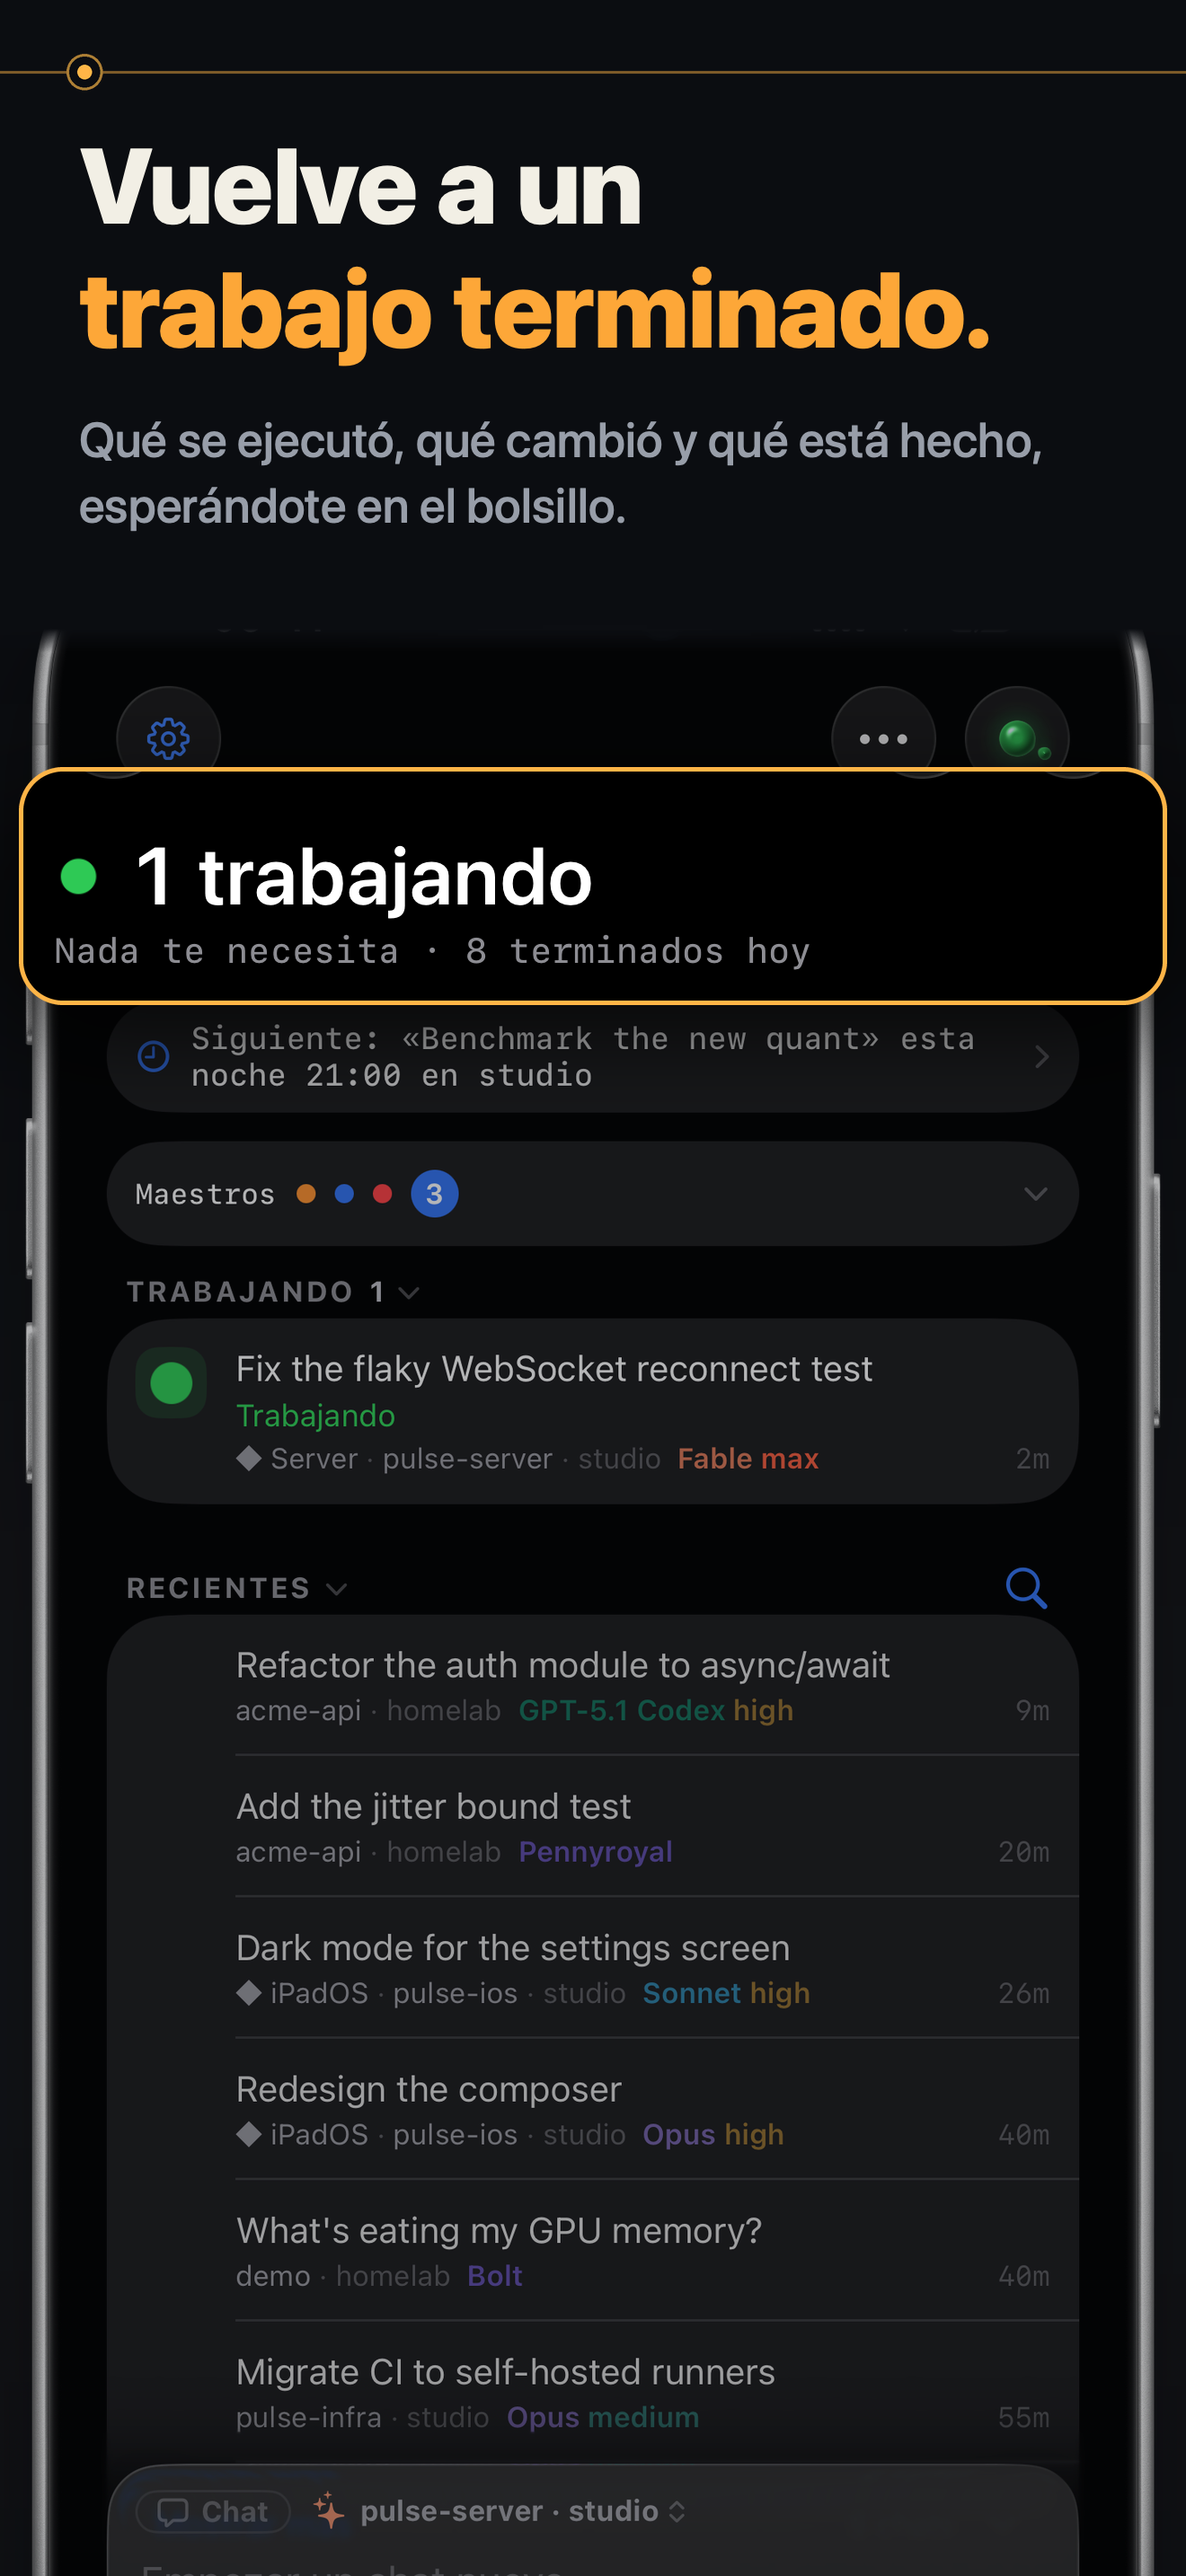 Vuelve a un
trabajo terminado.
Qué se ejecutó, qué cambió y qué está hecho,
esperándote en el bolsillo.
1 trabajando
Nada te necesita · 8 terminados hoy
Siguiente: «Benchmark the new quant» esta
noche 21:00 en studio
Maestros 3
TRABAJANDO 1
Fix the flaky WebSocket reconnect test
Trabajando
Server · pulse-server · studio Fable max 2m
RECIENTES
Refactor the auth module to async/await
acme-api · homelab GPT-5.1 Codex high 9m
Add the jitter bound test
acme-api · homelab Pennyroyal 20m
Dark mode for the settings screen
iPadOS · pulse-ios · studio Sonnet high 26m
Redesign the composer
iPadOS · pulse-ios · studio Opus high 40m
What's eating my GPU memory?
demo · homelab Bolt 40m
Migrate CI to self-hosted runners
pulse-infra · studio Opus medium 55m
Chat pulse-server · studio